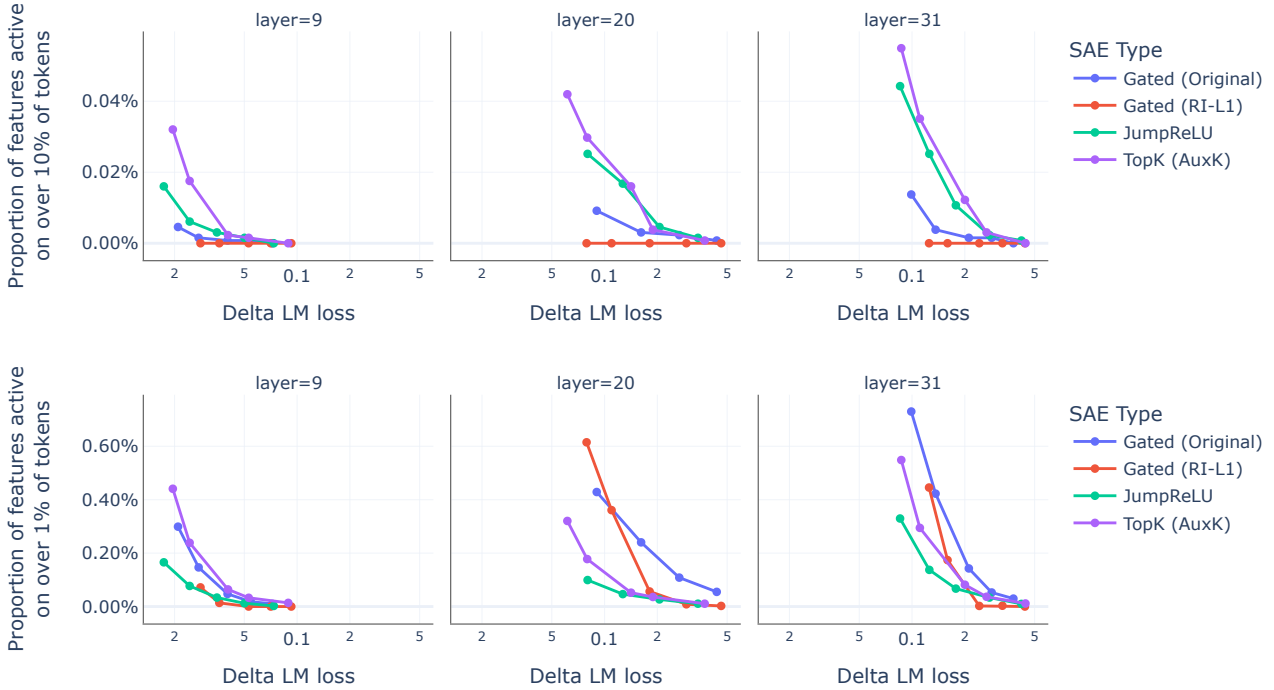 layer=9
layer=20
layer=31
Proportion of features active
on over 10% of tokens
0.04%
0.02%
0.00%
2
5
0.1
2
5
2
5
0.1
2
5
2
5
0.1
2
5
Delta LM loss
Delta LM loss
Delta LM loss
SAE Type
Gated (Original)
Gated (RI-L1)
JumpReLU
TopK (AuxK)
layer=9
layer=20
layer=31
Proportion of features active
on over 1% of tokens
0.60%
0.40%
0.20%
0.00%
2
5
0.1
2
5
2
5
0.1
2
5
2
5
0.1
2
5
Delta LM loss
Delta LM loss
Delta LM loss
SAE Type
Gated (Original)
Gated (RI-L1)
JumpReLU
TopK (AuxK)